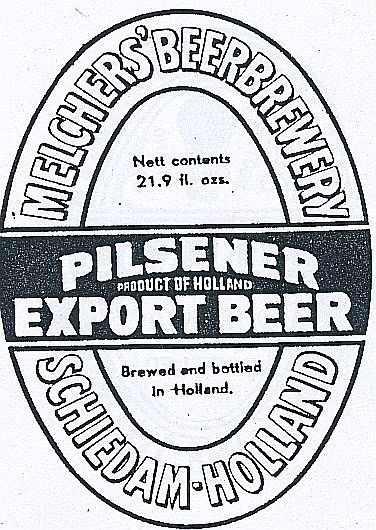 MELCHERS' BEERBREWERY
Nett contents
21.9 fl. ozs.
PILSENER
PRODUCT OF HOLLAND
EXPORT BEER
Brewed and bottled
in Holland.
SCHIEDAM-HOLLAND